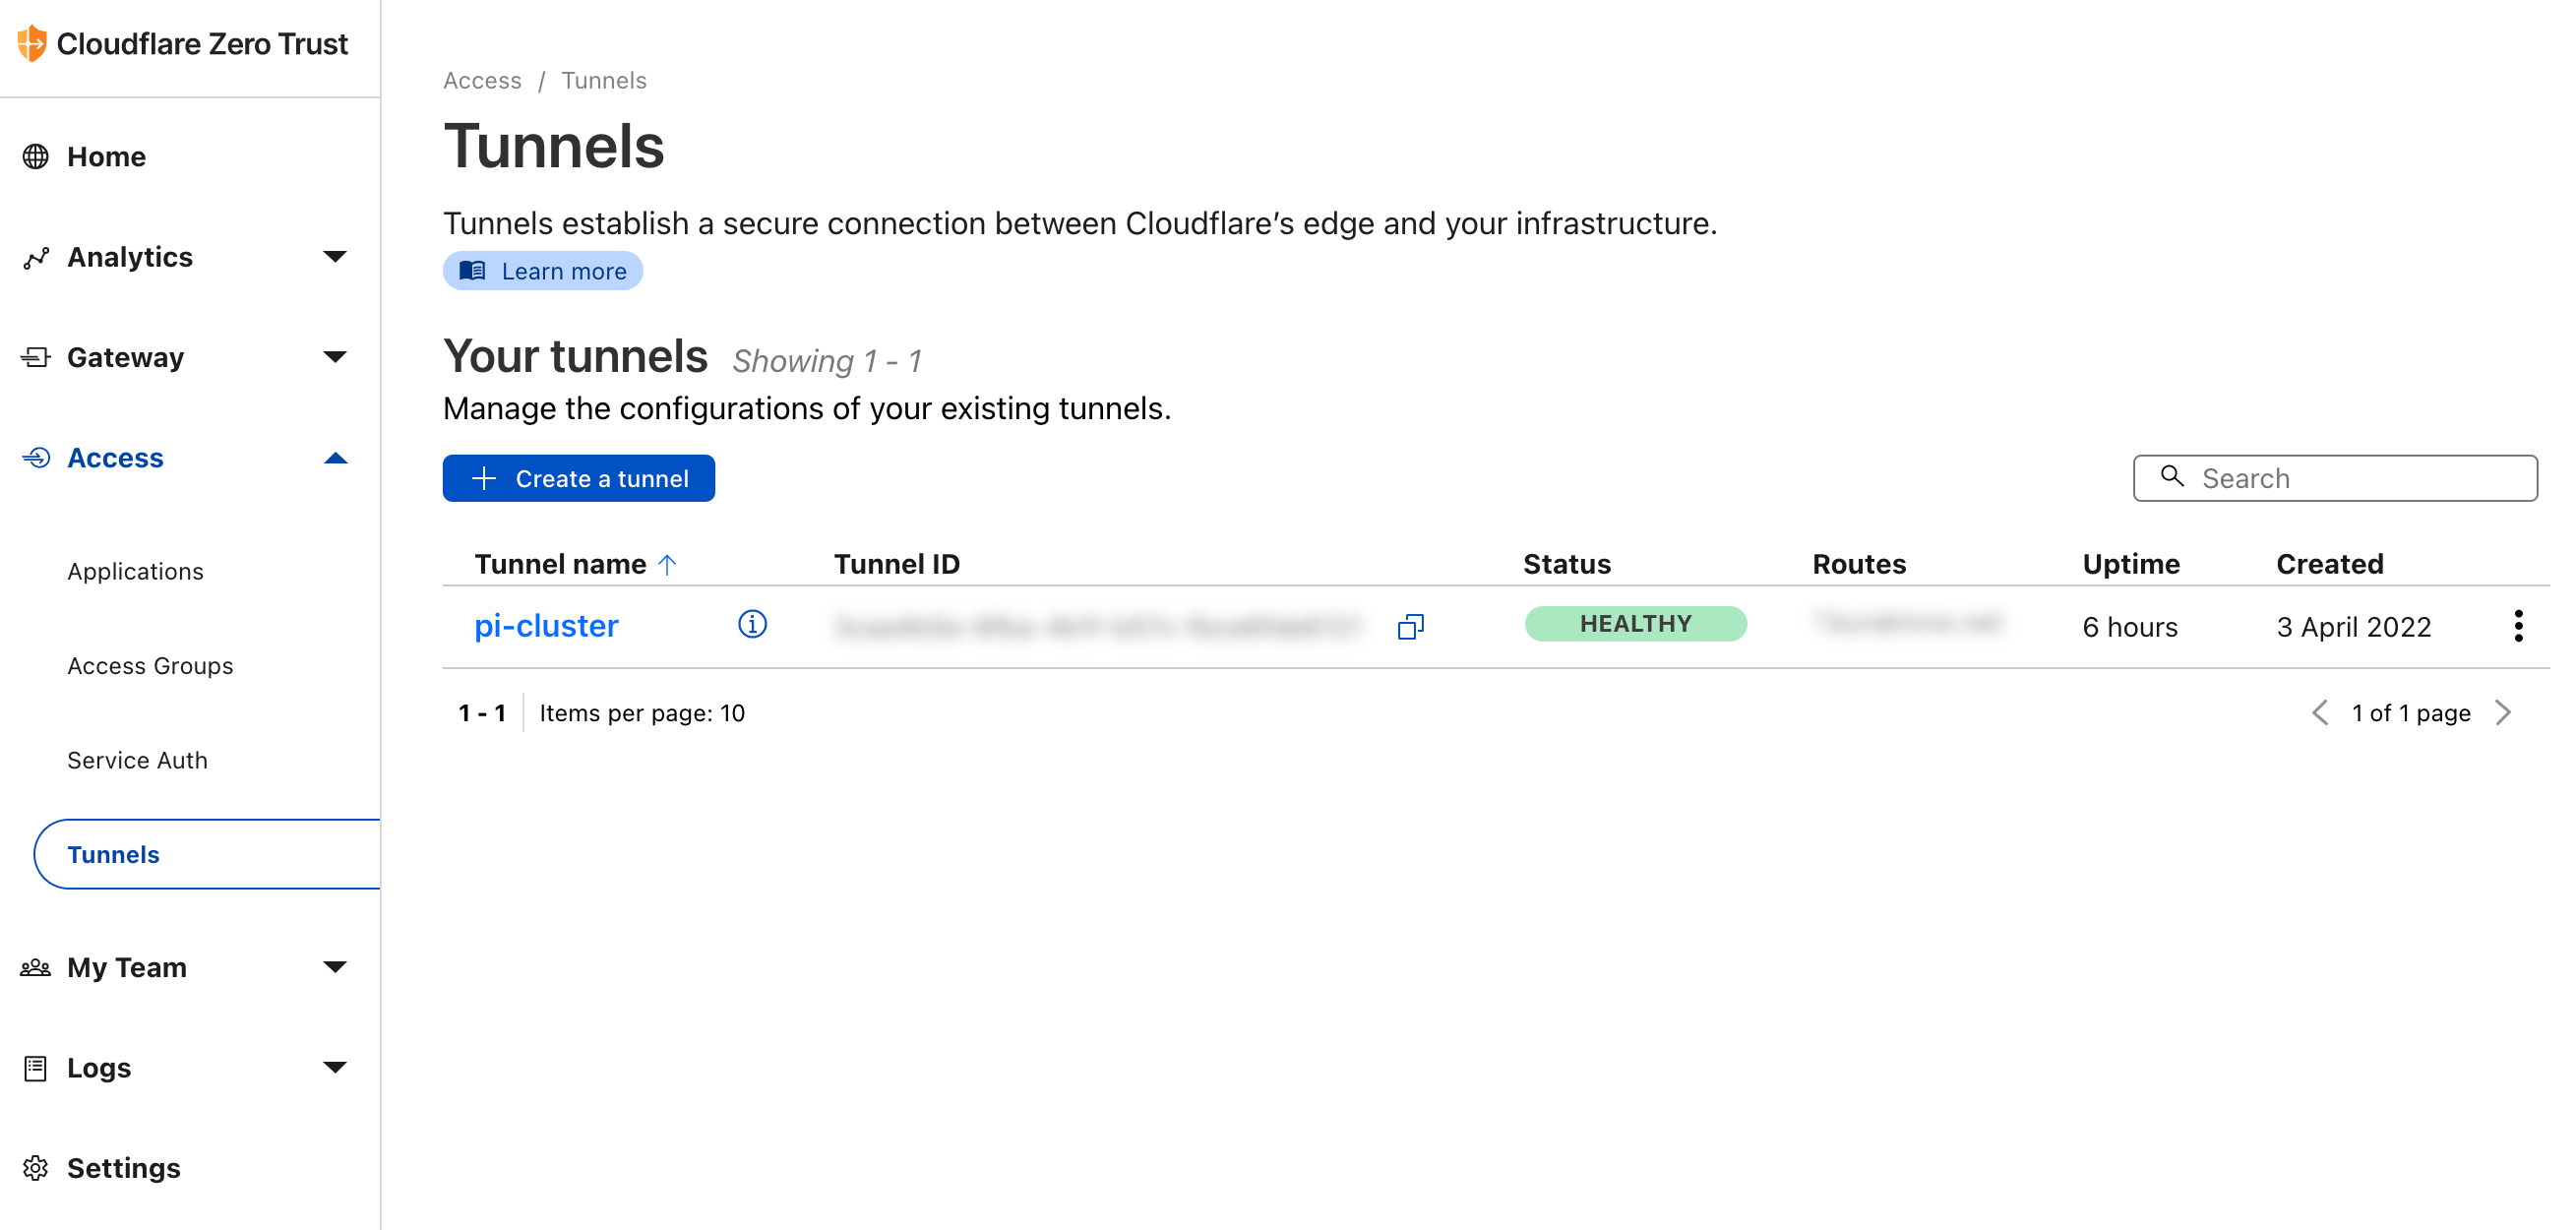 Cloudflare Zero Trust
Home
Analytics
Gateway
Access
Applications
Access Groups
Service Auth
Tunnels
My Team
Logs
Settings
Access / Tunnels
Tunnels
Tunnels establish a secure connection between Cloudflare’s edge and your infrastructure.
Learn more
Your tunnels Showing 1 - 1
Manage the configurations of your existing tunnels.
Create a tunnel
Search
Tunnel name Tunnel ID Status Routes Uptime Created
pi-cluster HEALTHY 6 hours 3 April 2022
1 - 1 Items per page: 10 1 of 1 page